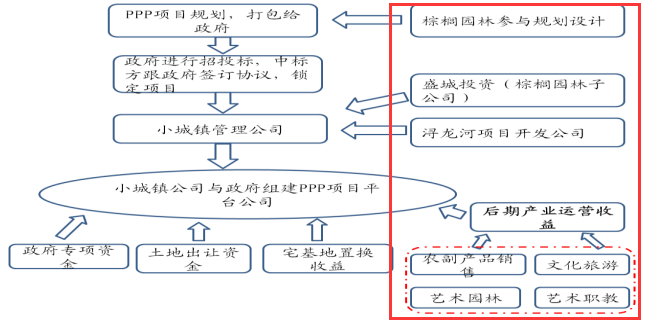 PPP项目规划，打包给
政府
棕榈园林参与规划设计
政府进行招投标，中标
方跟政府签订协议，锁
定项目
盛城投资（棕榈园林子
公司）
小城镇管理公司
浔龙河项目开发公司
小城镇公司与政府组建PPP项目平
台公司
后期产业运营收
益
政府专项资
金
土地出让资
金
宅基地置换
收益
农副产品销
售
文化旅游
艺术园林
艺术职教